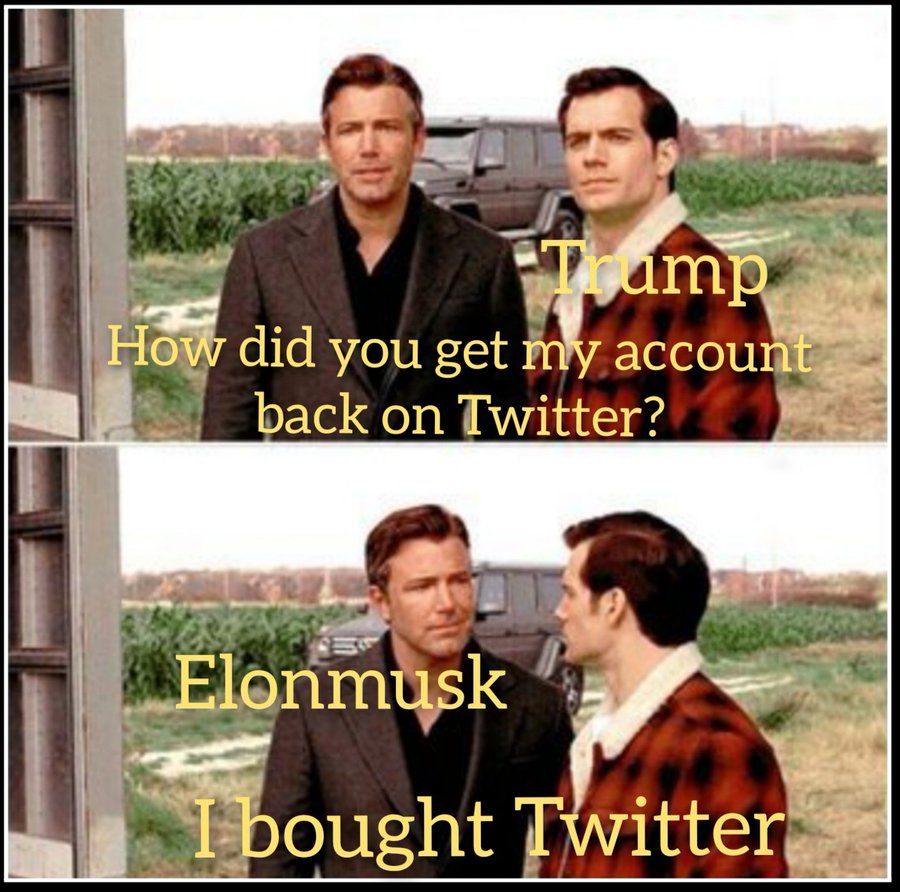 Trump
How did you get my account
back on Twitter?
Elonmusk
I bought Twitter